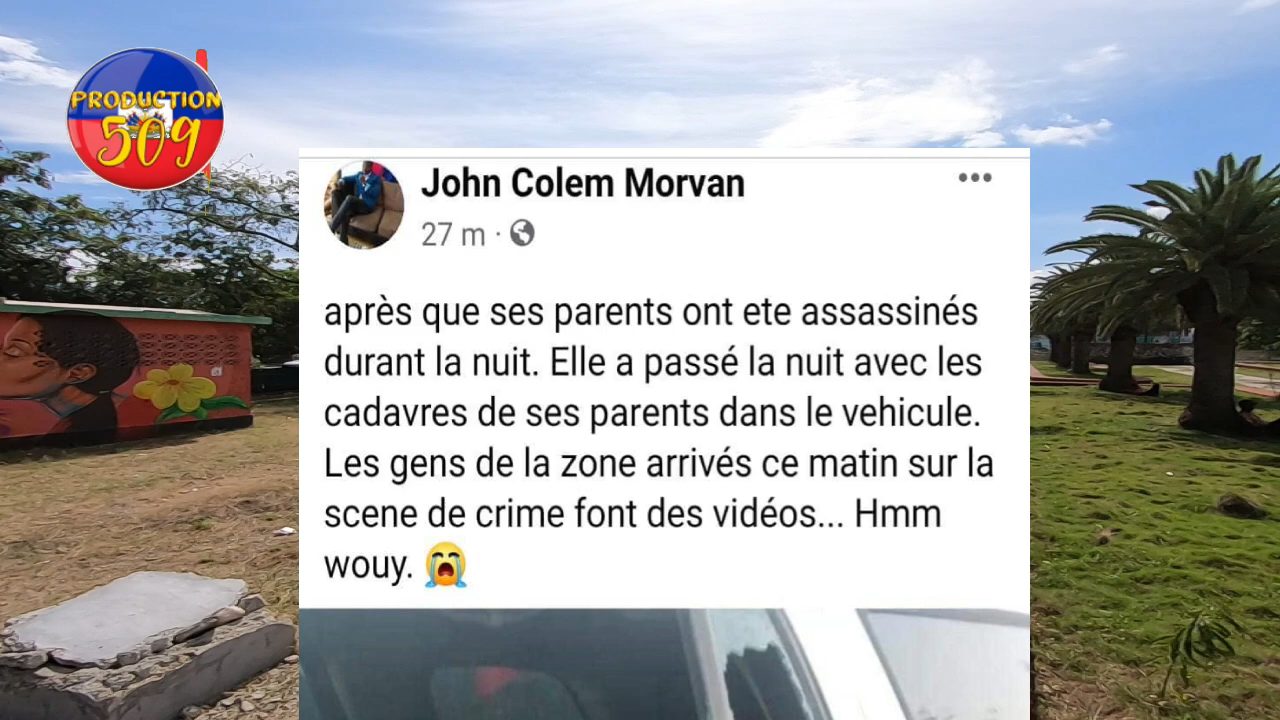 PRODUCTION
509
John Colem Morvan
27 m ·
après que ses parents ont ete assassinés
durant la nuit. Elle a passé la nuit avec les
cadavres de ses parents dans le vehicule.
Les gens de la zone arrivés ce matin sur la
scene de crime font des vidéos... Hmm
wouy. 😭